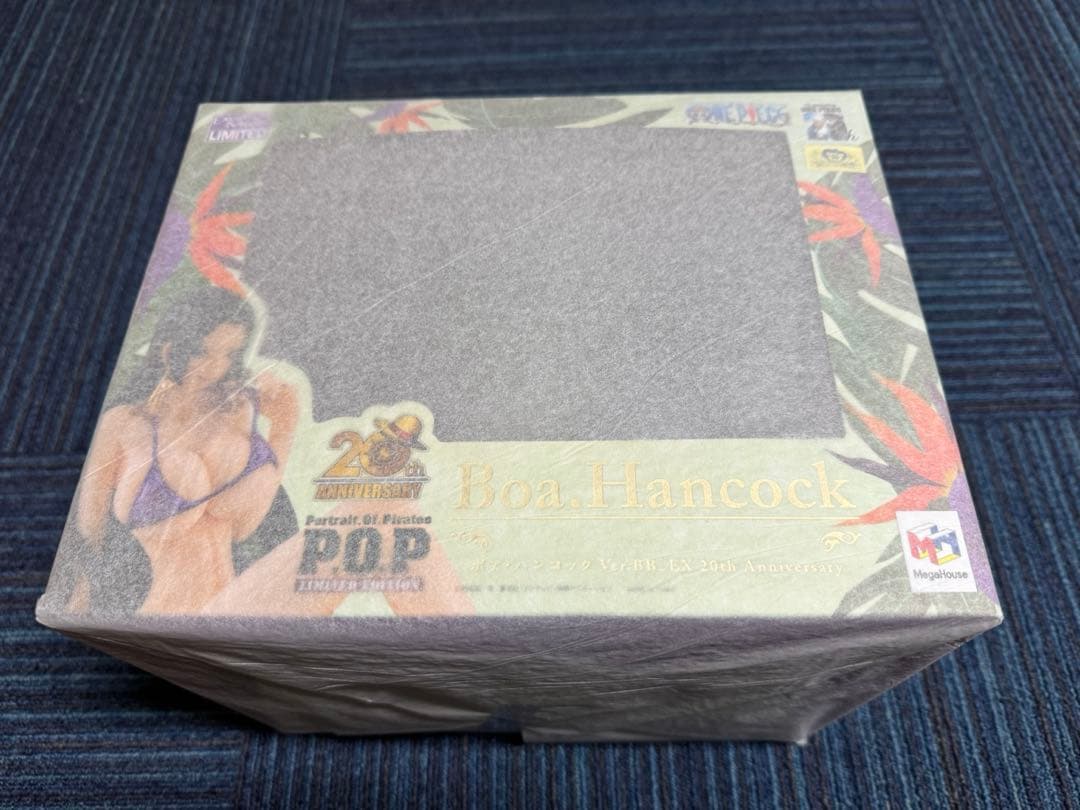 LIMITED
ONE PIECE
20th
ANNIVERSARY
Boa.Hancock
Portrait.Of.Pirates
P.O.P
LIMITED EDITION
ボア・ハンコック Ver.BB_EX 20th Anniversary
MegaHouse